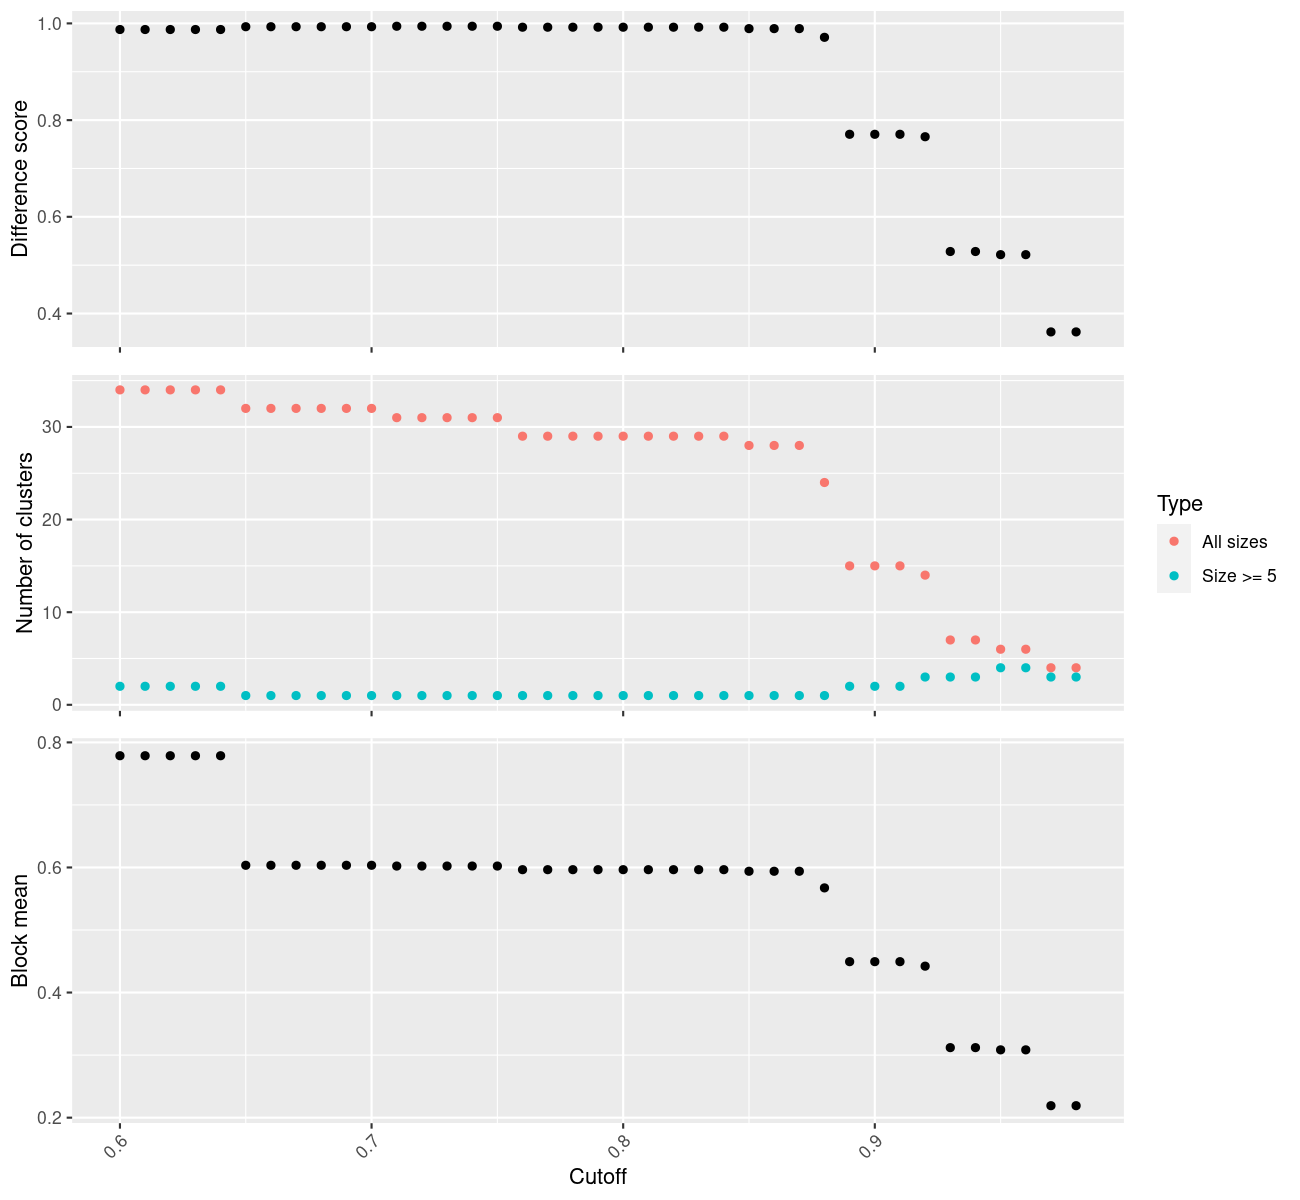 Difference score
1.0
0.8
0.6
0.4
Number of clusters
30
20
10
0
Type
All sizes
Size >= 5
Block mean
0.8
0.6
0.4
0.2
0.6
0.7
0.8
0.9
Cutoff